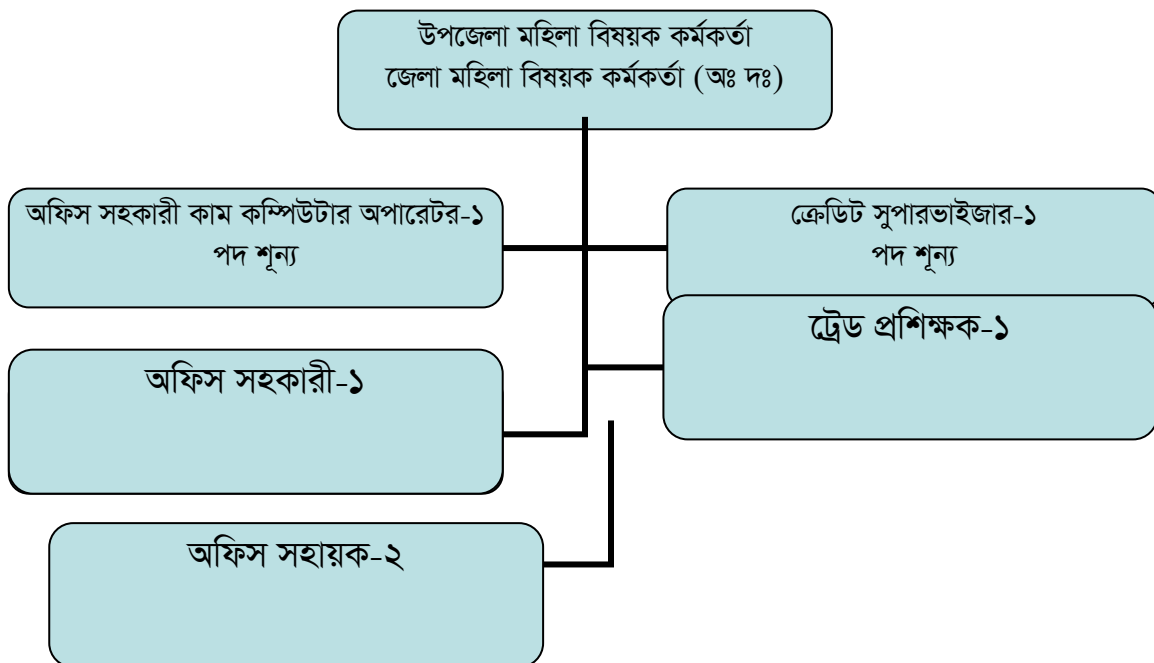 উপজেলা মহিলা বিষয়ক কর্মকর্তা
জেলা মহিলা বিষয়ক কর্মকর্তা (অঃ দঃ)
অফিস সহকারী কাম কম্পিউটার অপারেটর-১
পদ শূন্য
ক্রেডিট সুপারভাইজার-১
পদ শূন্য
ট্রেড প্রশিক্ষক-১
অফিস সহকারী-১
অফিস সহায়ক-২